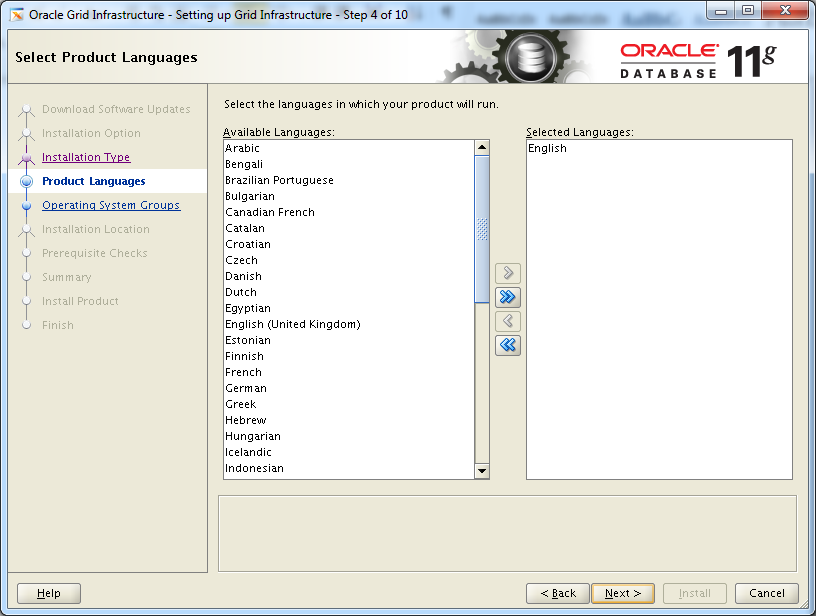 Oracle Grid Infrastructure - Setting up Grid Infrastructure - Step 4 of 10
Select Product Languages
ORACLE
DATABASE 11g
Download Software Updates
Installation Option
Installation Type
Product Languages
Operating System Groups
Installation Location
Prerequisite Checks
Summary
Install Product
Finish
Select the languages in which your product will run.
Available Languages:
Arabic
Bengali
Brazilian Portuguese
Bulgarian
Canadian French
Catalan
Croatian
Czech
Danish
Dutch
Egyptian
English (United Kingdom)
Estonian
Finnish
French
German
Greek
Hebrew
Hungarian
Icelandic
Indonesian
Selected Languages:
English
Help
< Back
Next >
Install
Cancel